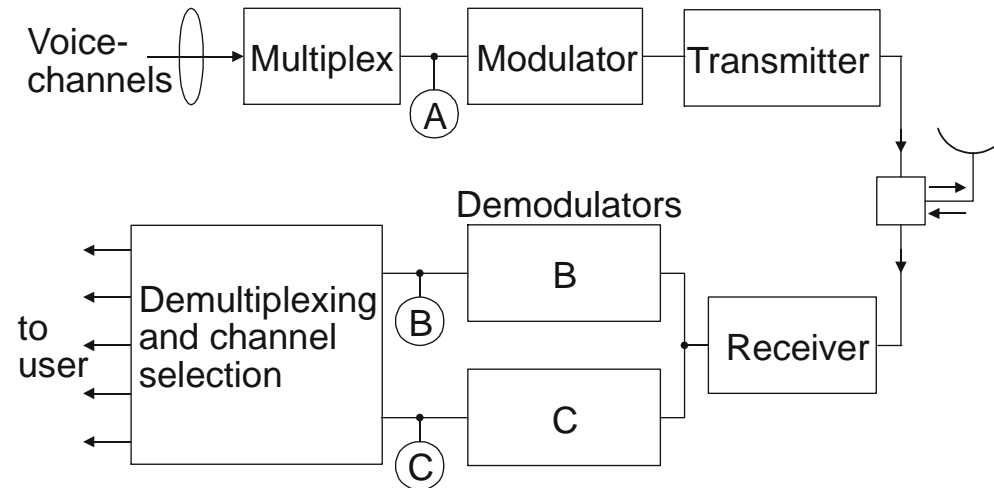 Voice-
channels
Multiplex
Modulator
Transmitter
A
Demodulators
B
Demultiplexing
and channel
selection
B
to
user
Receiver
C
C